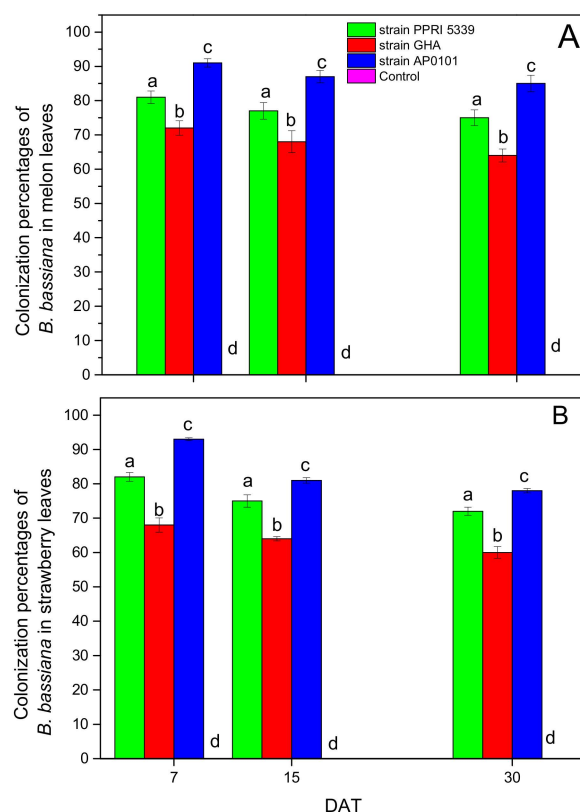 strain PPRI 5339
strain GHA
strain AP0101
Control
A
Colonization percentages of
B. bassiana in melon leaves
100
90
80
70
60
50
40
30
20
10
0
a
b
c
d
a
b
c
d
a
b
c
d
B
Colonization percentages of
B. bassiana in strawberry leaves
100
90
80
70
60
50
40
30
20
10
0
a
b
c
d
a
b
c
d
a
b
c
d
7
15
30
DAT